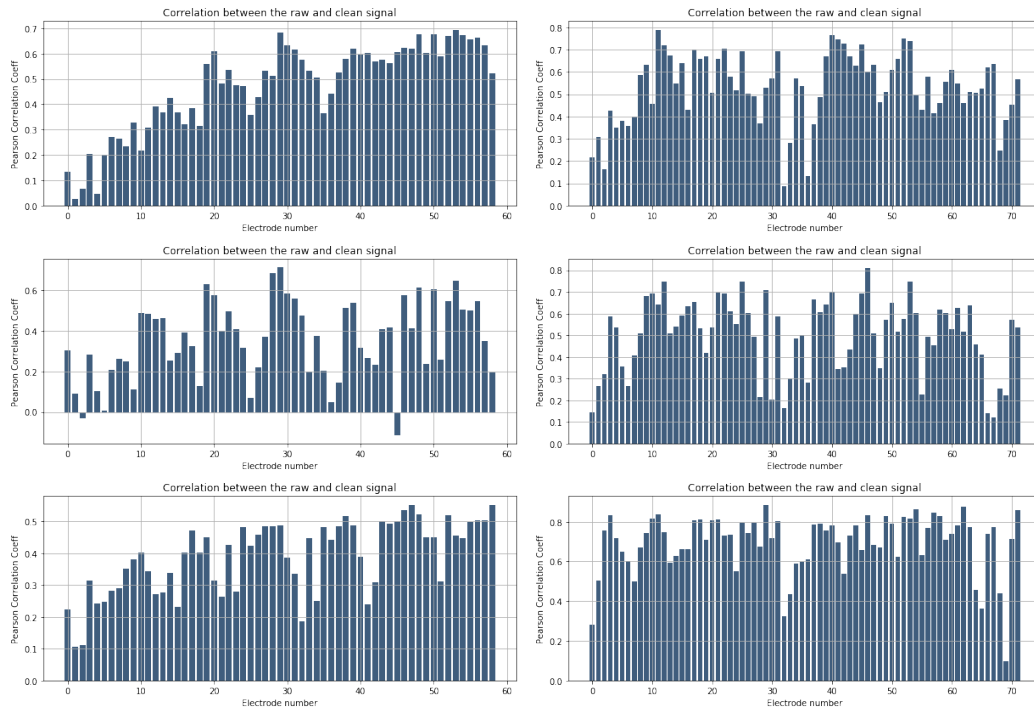 Correlation between the raw and clean signal
Pearson Correlation Coeff
0.7
0.6
0.5
0.4
0.3
0.2
0.1
0.0
0 10 20 30 40 50 60
Electrode number
Correlation between the raw and clean signal
Pearson Correlation Coeff
0.8
0.7
0.6
0.5
0.4
0.3
0.2
0.1
0.0
0 10 20 30 40 50 60 70
Electrode number
Correlation between the raw and clean signal
Pearson Correlation Coeff
0.6
0.4
0.2
0.0
0 10 20 30 40 50 60
Electrode number
Correlation between the raw and clean signal
Pearson Correlation Coeff
0.8
0.7
0.6
0.5
0.4
0.3
0.2
0.1
0.0
0 10 20 30 40 50 60 70
Electrode number
Correlation between the raw and clean signal
Pearson Correlation Coeff
0.5
0.4
0.3
0.2
0.1
0.0
0 10 20 30 40 50 60
Electrode number
Correlation between the raw and clean signal
Pearson Correlation Coeff
0.8
0.6
0.4
0.2
0.0
0 10 20 30 40 50 60 70
Electrode number